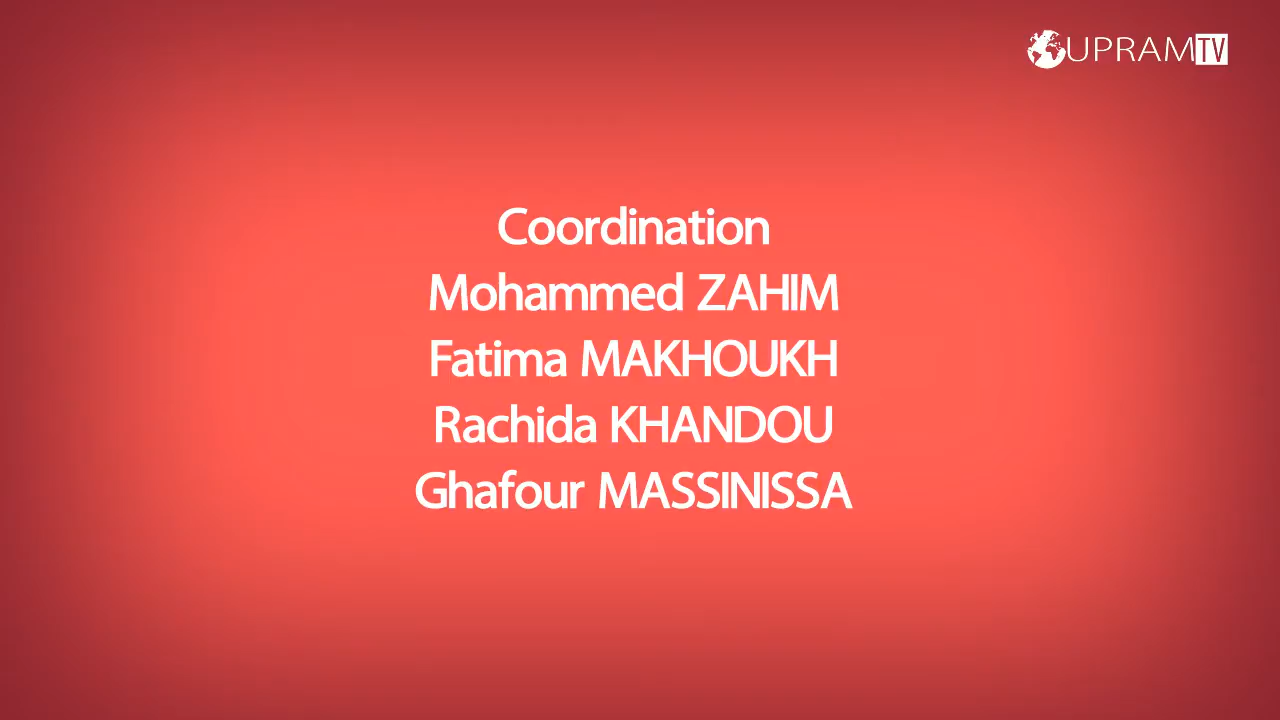 UPRAMTV
Coordination
Mohammed ZAHIM
Fatima MAKHOUKH
Rachida KHANDOU
Ghafour MASSINISSA